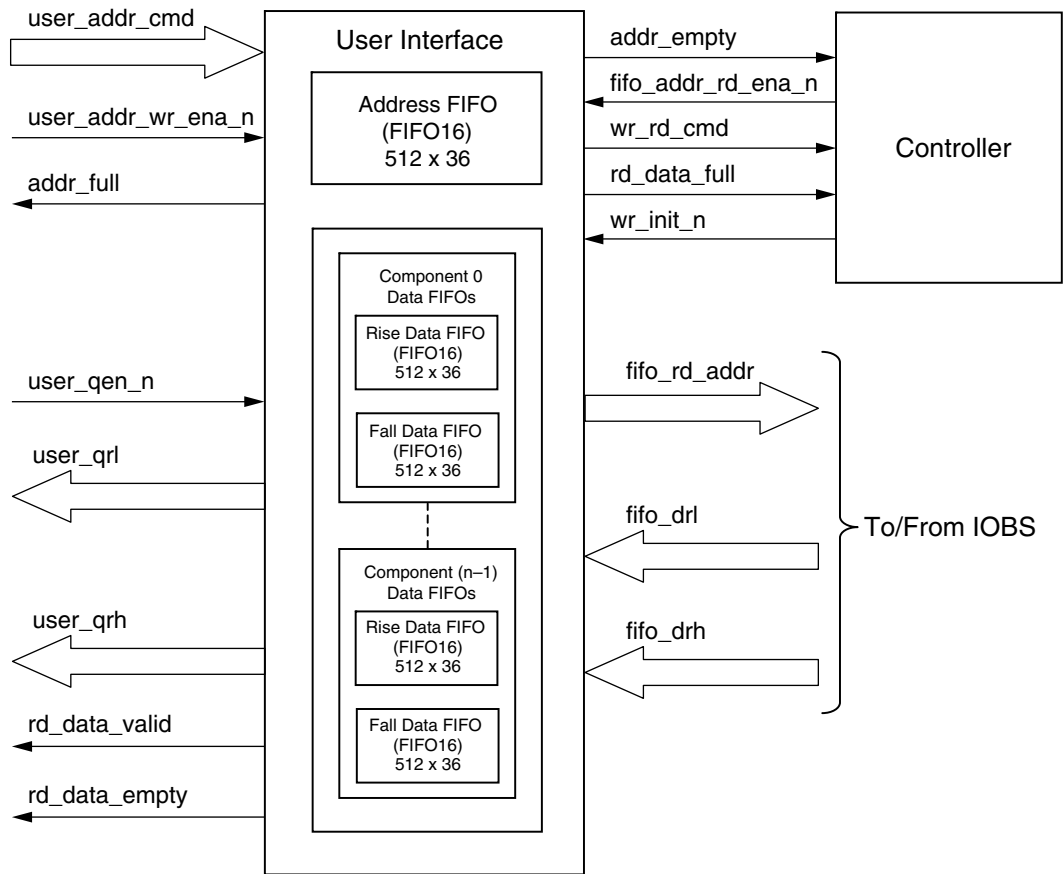 user_addr_cmd
user_addr_wr_ena_n
addr_full
user_qen_n
user_qrl
user_qrh
rd_data_valid
rd_data_empty
User Interface
Address FIFO
(FIFO16)
512 x 36
Component 0
Data FIFOs
Rise Data FIFO
(FIFO16)
512 x 36
Fall Data FIFO
(FIFO16)
512 x 36
Component (n–1)
Data FIFOs
Rise Data FIFO
(FIFO16)
512 x 36
Fall Data FIFO
(FIFO16)
512 x 36
addr_empty
fifo_addr_rd_ena_n
wr_rd_cmd
rd_data_full
wr_init_n
Controller
fifo_rd_addr
fifo_drl
fifo_drh
To/From IOBS